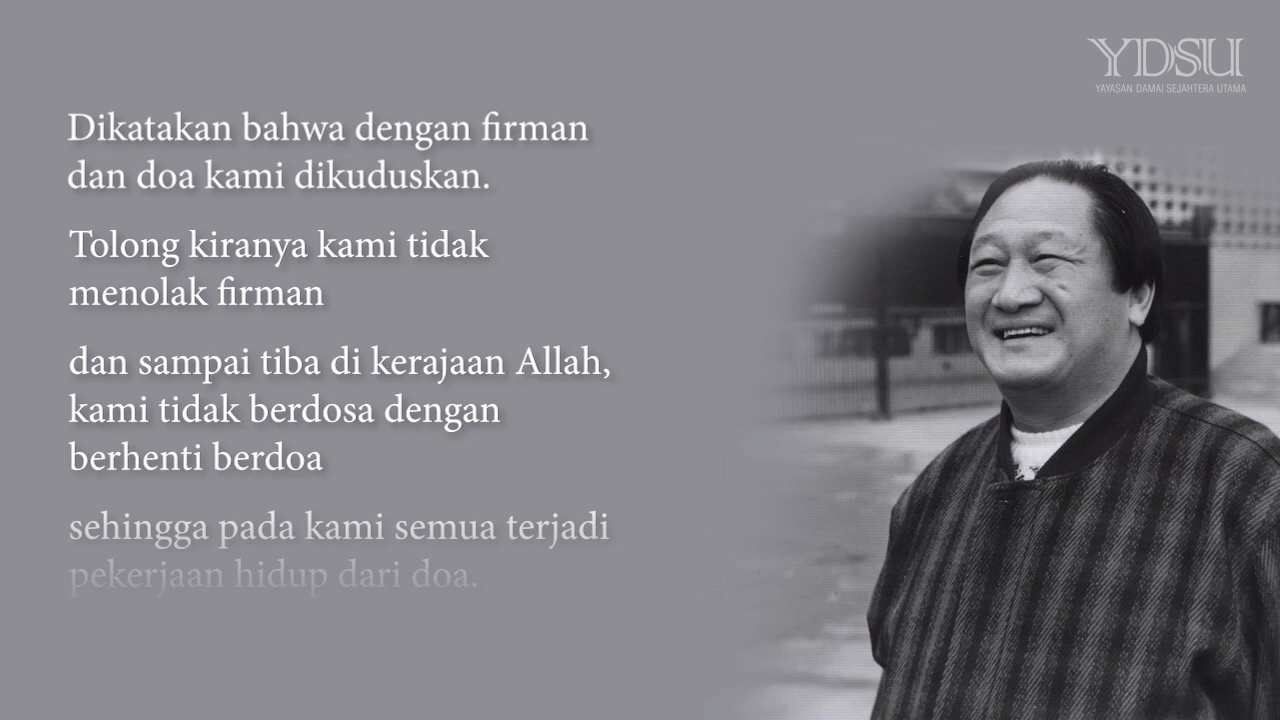 YDSU
YAYASAN DAMAI SEJAHTERA UTAMA
Dikatakan bahwa dengan firman
dan doa kami dikuduskan.
Tolong kiranya kami tidak
menolak firman
dan sampai tiba di kerajaan Allah,
kami tidak berdosa dengan
berhenti berdoa
sehingga pada kami semua terjadi
pekerjaan hidup dari doa.